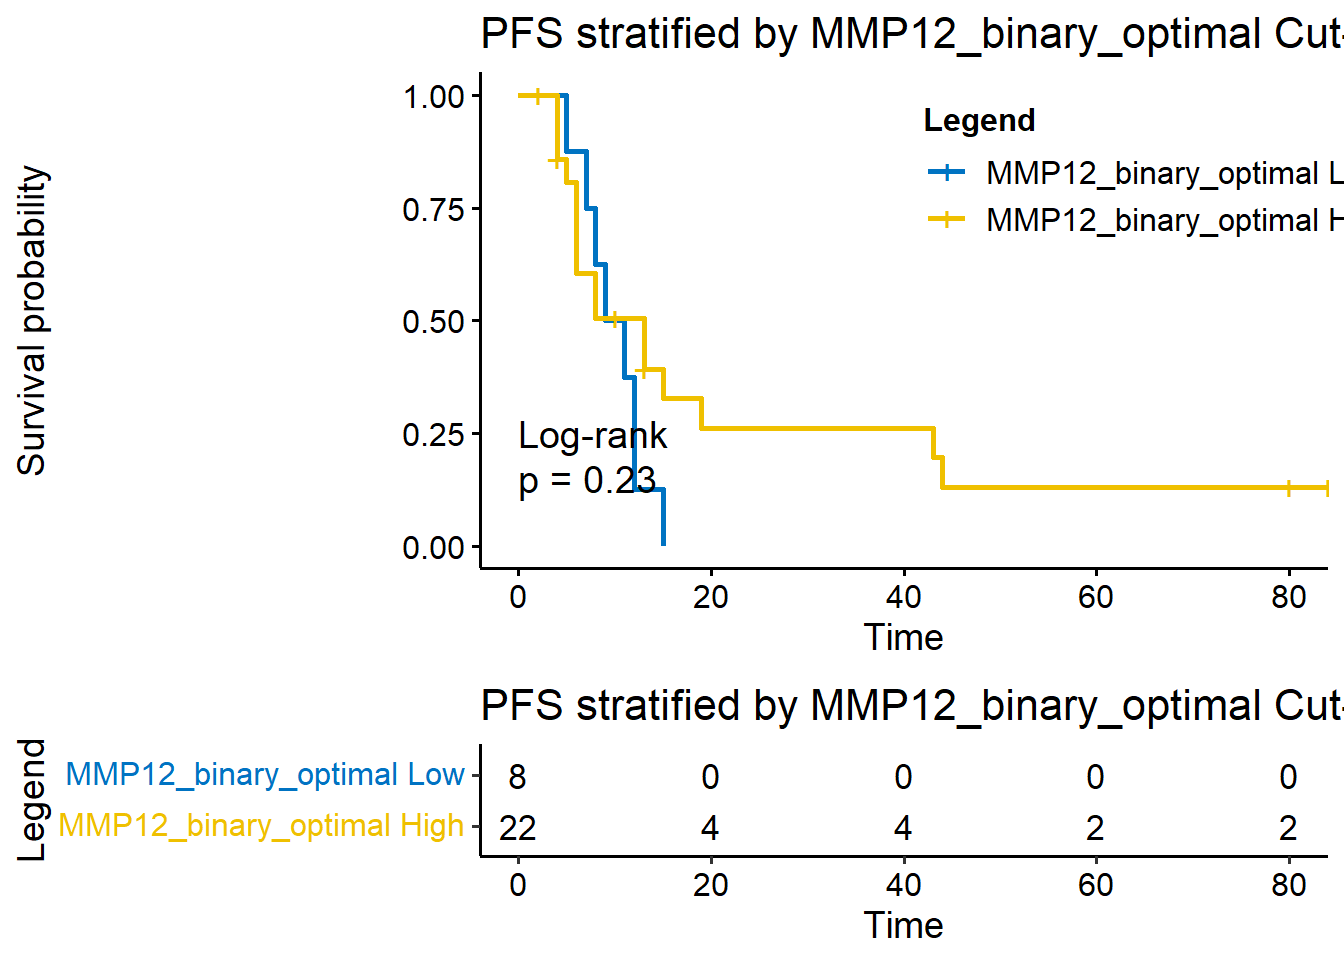 PFS stratified by MMP12_binary_optimal Cut-
Survival probability
1.00
0.75
0.50
0.25
0.00
Legend
MMP12_binary_optimal L
MMP12_binary_optimal H
Log-rank
p = 0.23
0 20 40 60 80
Time
PFS stratified by MMP12_binary_optimal Cut-
Legend
MMP12_binary_optimal Low 8 0 0 0 0
MMP12_binary_optimal High 22 4 4 2 2
0 20 40 60 80
Time